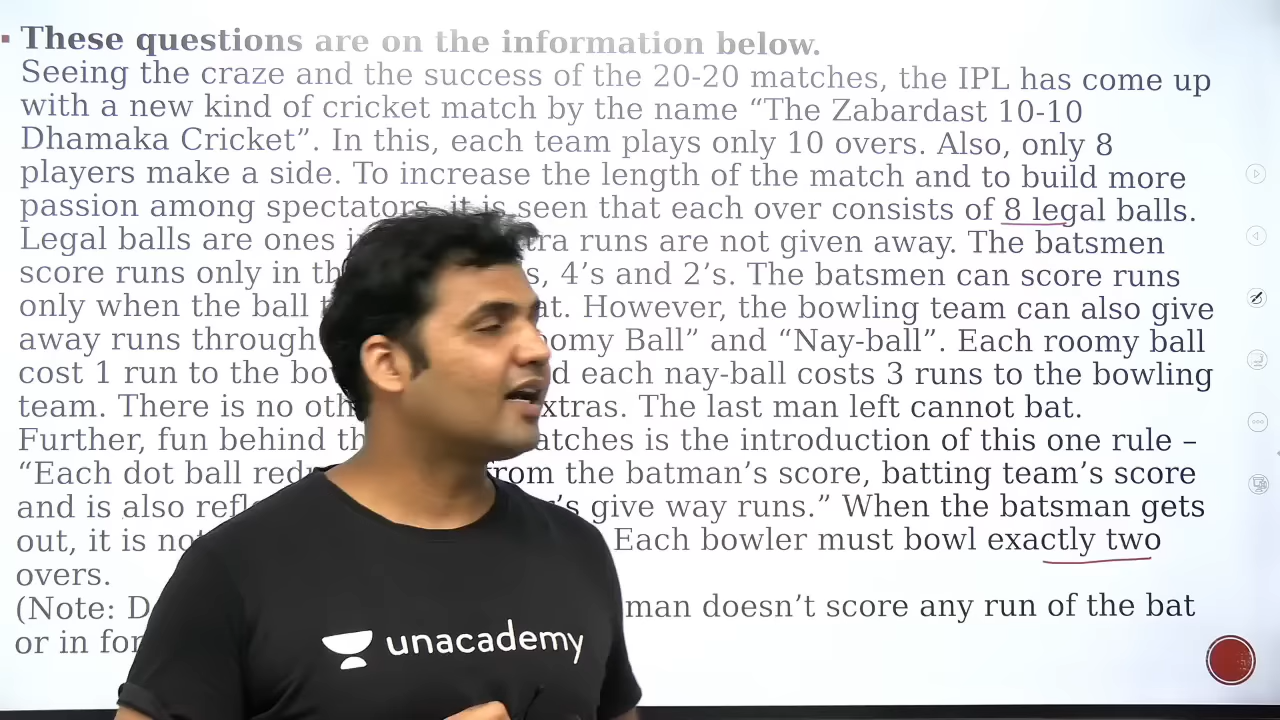 These questions are on the information below.
Seeing the craze and the success of the 20-20 matches, the IPL has come up
with a new kind of cricket match by the name “The Zabardast 10-10
Dhamaka Cricket”. In this, each team plays only 10 overs. Also, only 8
players make a side. To increase the length of the match and to build more
passion among spectators, it is seen that each over consists of 8 legal balls.
Legal balls are ones runs are not given away. The batsmen
score runs only in 4’s and 2’s. The batsmen can score runs
only when the ball However, the bowling team can also give
away runs through Ball” and “Nay-ball”. Each roomy ball
cost 1 run to the each nay-ball costs 3 runs to the bowling
team. There is no The last man left cannot bat.
Further, fun behind is the introduction of this one rule –
“Each dot ball from the batman’s score, batting team’s score
and is also give way runs.” When the batsman gets
out, it is Each bowler must bowl exactly two
overs.
(Note: doesn’t score any run of the bat
or in
unacademy